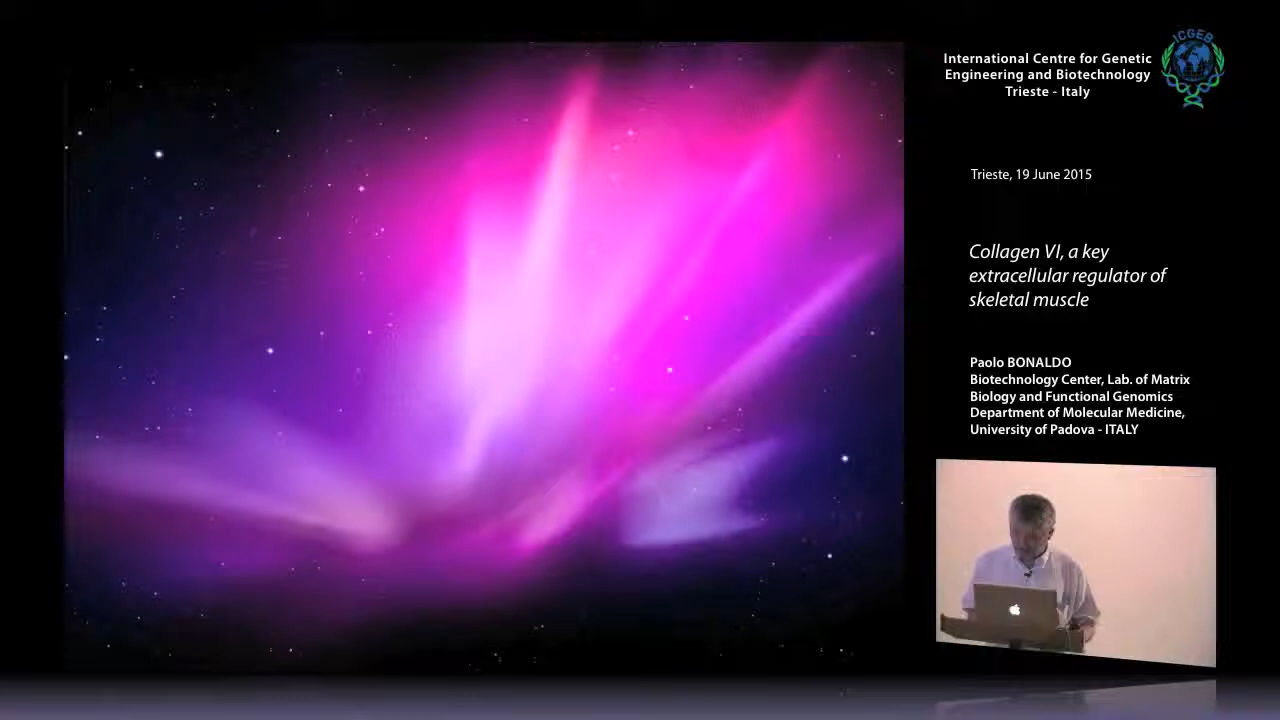 International Centre for Genetic
Engineering and Biotechnology
Trieste - Italy
ICGEB
Trieste, 19 June 2015
Collagen VI, a key
extracellular regulator of
skeletal muscle
Paolo BONALDO
Biotechnology Center, Lab. of Matrix
Biology and Functional Genomics
Department of Molecular Medicine,
University of Padova - ITALY